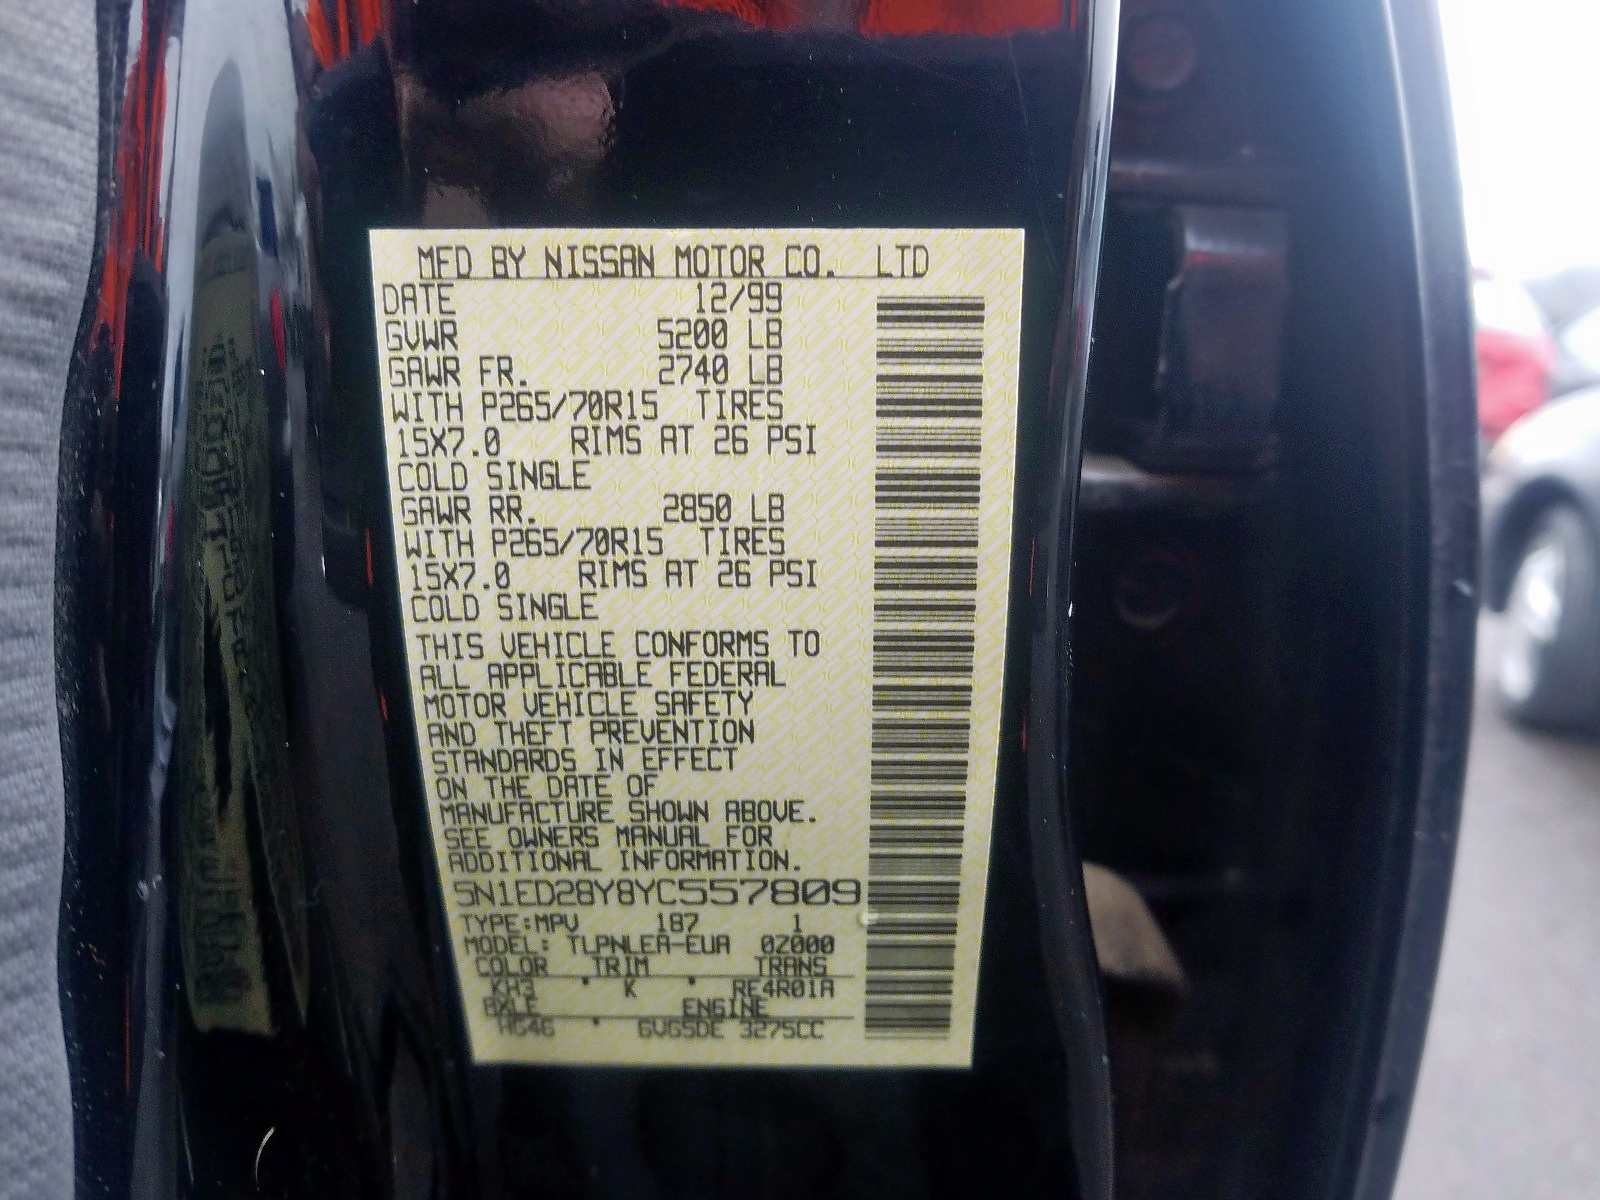 MFD BY NISSAN MOTOR CO. LTD
DATE 12/99
GVWR 5200 LB
GAWR FR. 2740 LB
WITH P265/70R15 TIRES
15X7.0 RIMS AT 26 PSI
COLD SINGLE
GAWR RR. 2850 LB
WITH P265/70R15 TIRES
15X7.0 RIMS AT 26 PSI
COLD SINGLE
THIS VEHICLE CONFORMS TO
ALL APPLICABLE FEDERAL
MOTOR VEHICLE SAFETY
AND THEFT PREVENTION
STANDARDS IN EFFECT
ON THE DATE OF
MANUFACTURE SHOWN ABOVE.
SEE OWNERS MANUAL FOR
ADDITIONAL INFORMATION.
5N1ED28Y8YC557809
TYPE:MPV 187 1
MODEL: TLPNLEA-EUA 0Z000
COLOR TRIM TRANS
KH3 K RE4R01A
AXLE ENGINE
HG46 6VG5DE 3275CC